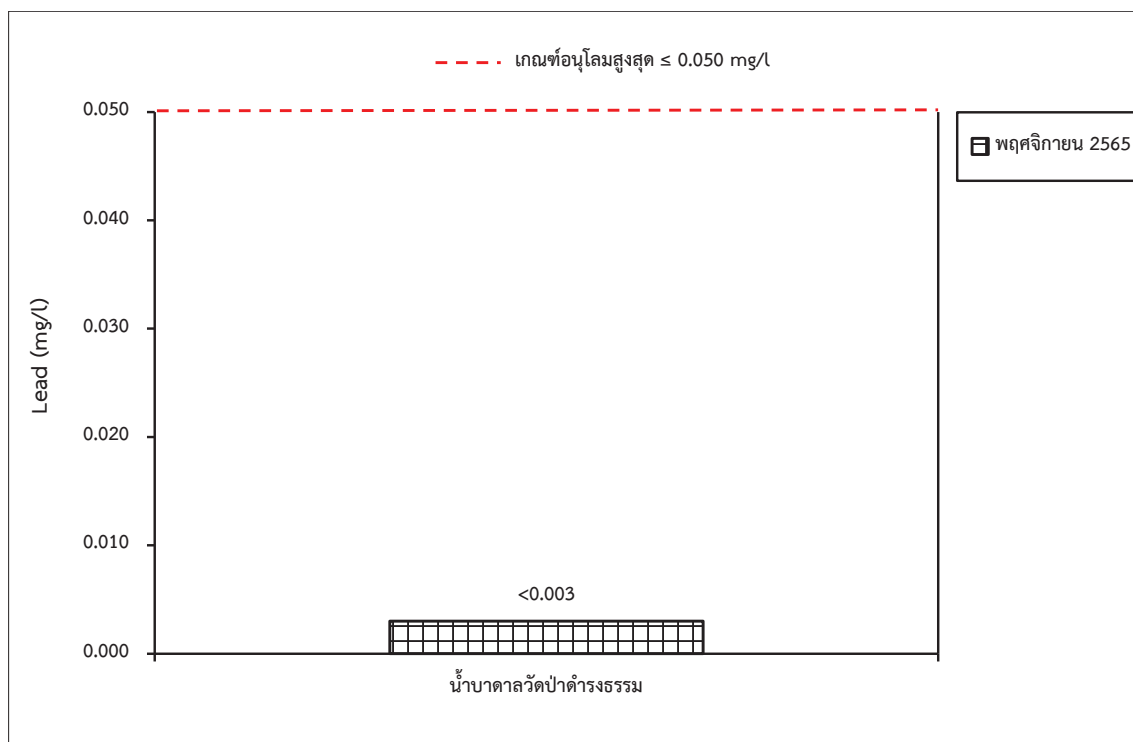 เกณฑ์อนุโลมสูงสุด ≤ 0.050 mg/l
0.050
พฤศจิกายน 2565
0.040
0.030
Lead (mg/l)
0.020
0.010
<0.003
0.000
น้ำบาดาลวัดป่าดำรงธรรม